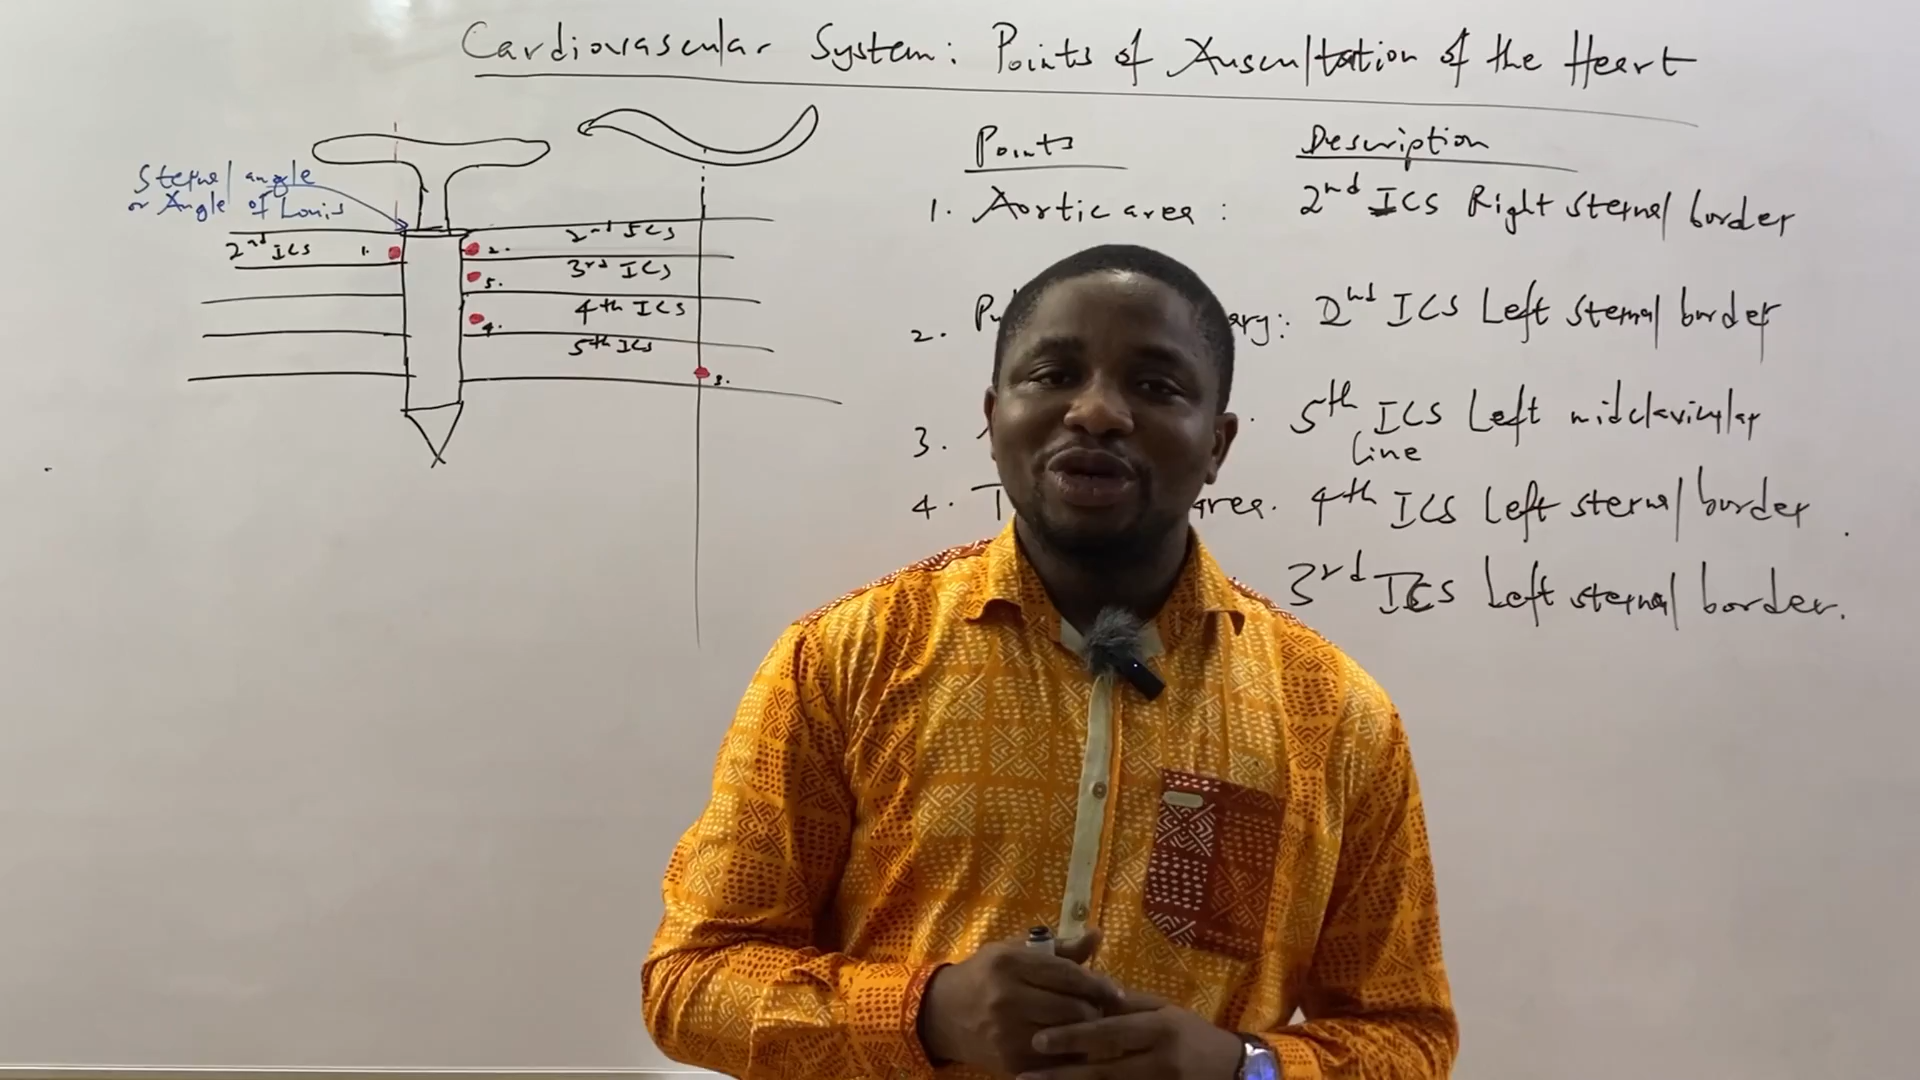 Cardiovascular System: Points of Auscultation of the Heart
Sternal angle
or Angle of Louis
2nd ICS
1.
2nd ICS
2.
3rd ICS
5.
4th ICS
4.
5th ICS
3.
Points Description
1. Aortic area: 2nd ICS Right sternal border
2. 2nd ICS Left sternal border
3. 5th ICS Left midclavicular
line
4. area. 4th ICS Left sternal border
3rd ICS Left sternal border.